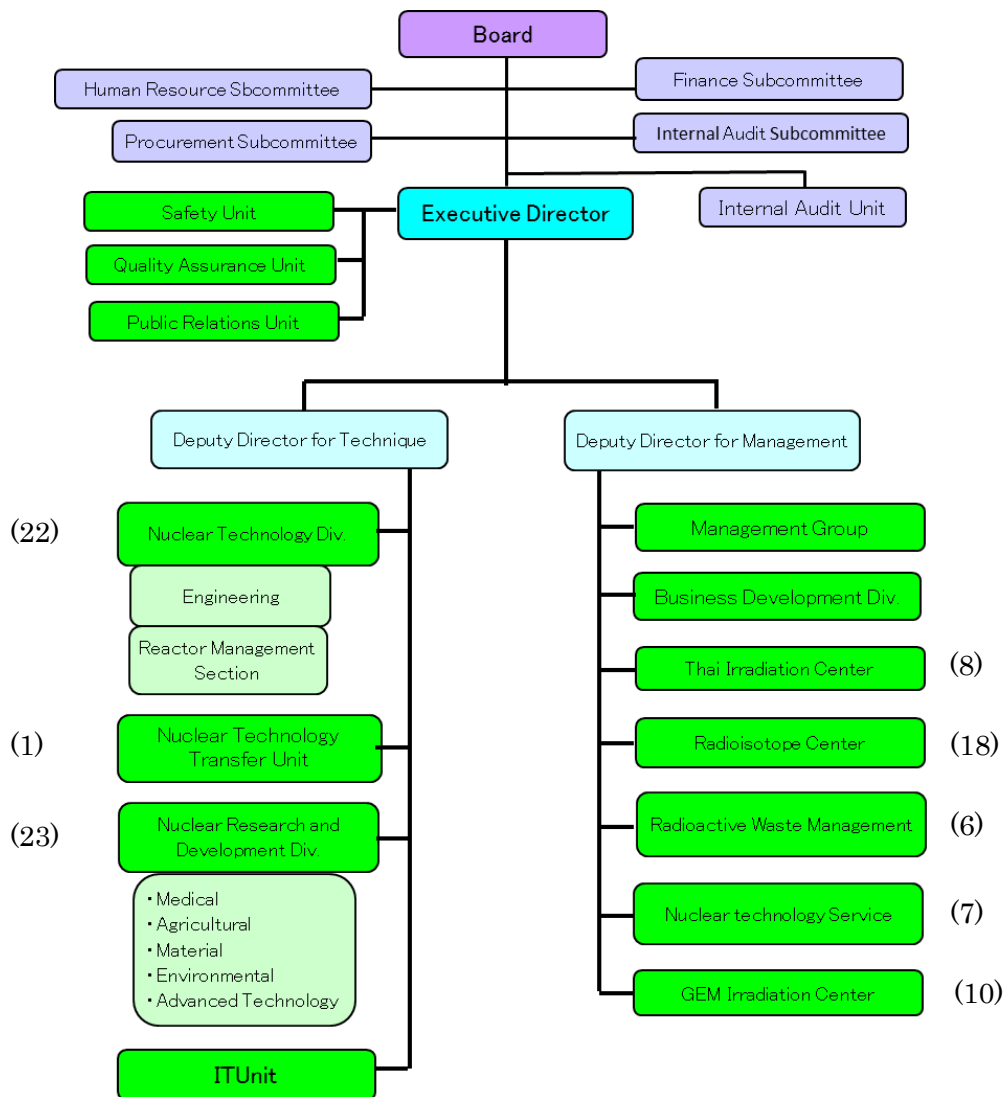 Board
Human Resource Sbcommittee
Finance Subcommittee
Procurement Subcommittee
Internal Audit Subcommittee
Safety Unit
Executive Director
Internal Audit Unit
Quality Assurance Unit
Public Relations Unit
Deputy Director for Technique
Deputy Director for Management
(22)
Nuclear Technology Div.
Engineering
Reactor Management
Section
(1)
Nuclear Technology
Transfer Unit
(23)
Nuclear Research and
Development Div.
・Medical
・Agricultural
・Material
・Environmental
・Advanced Technology
ITUnit
Management Group
Business Development Div.
Thai Irradiation Center
(8)
Radioisotope Center
(18)
Radioactive Waste Management
(6)
Nuclear technology Service
(7)
GEM Irradiation Center
(10)